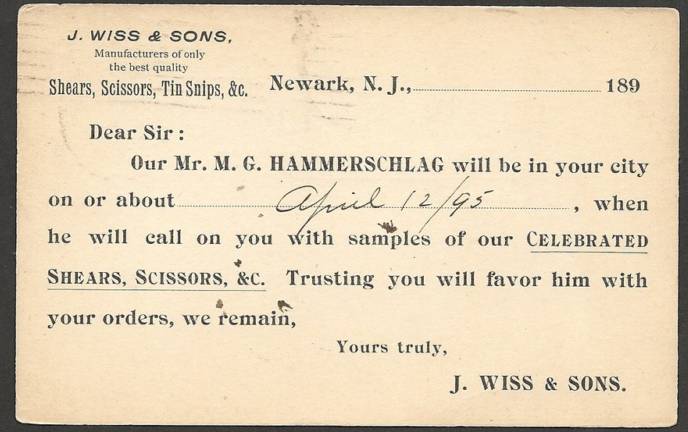 J. WISS & SONS,
Manufacturers of only
the best quality
Shears, Scissors, Tin Snips, &c.
Newark, N. J., 189
Dear Sir:
Our Mr. M. G. HAMMERSCHLAG will be in your city
on or about April 12/95, when
he will call on you with samples of our CELEBRATED
SHEARS, SCISSORS, &C. Trusting you will favor him with
your orders, we remain,
Yours truly,
J. WISS & SONS.